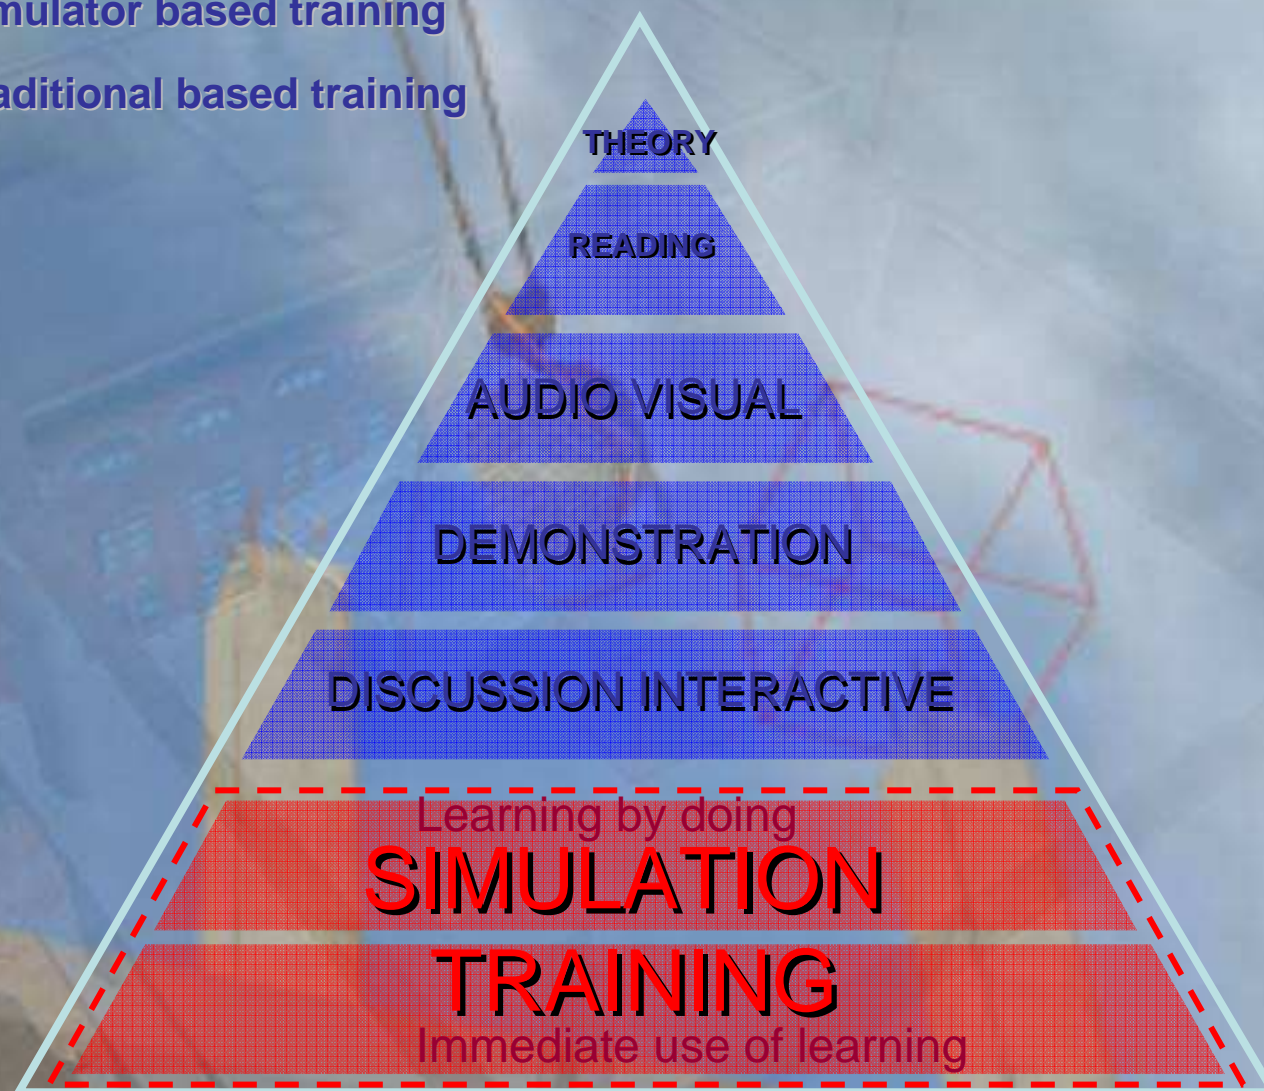 mulator based training
aditional based training
THEORY
READING
AUDIO VISUAL
DEMONSTRATION
DISCUSSION INTERACTIVE
Learning by doing
SIMULATION
TRAINING
Immediate use of learning